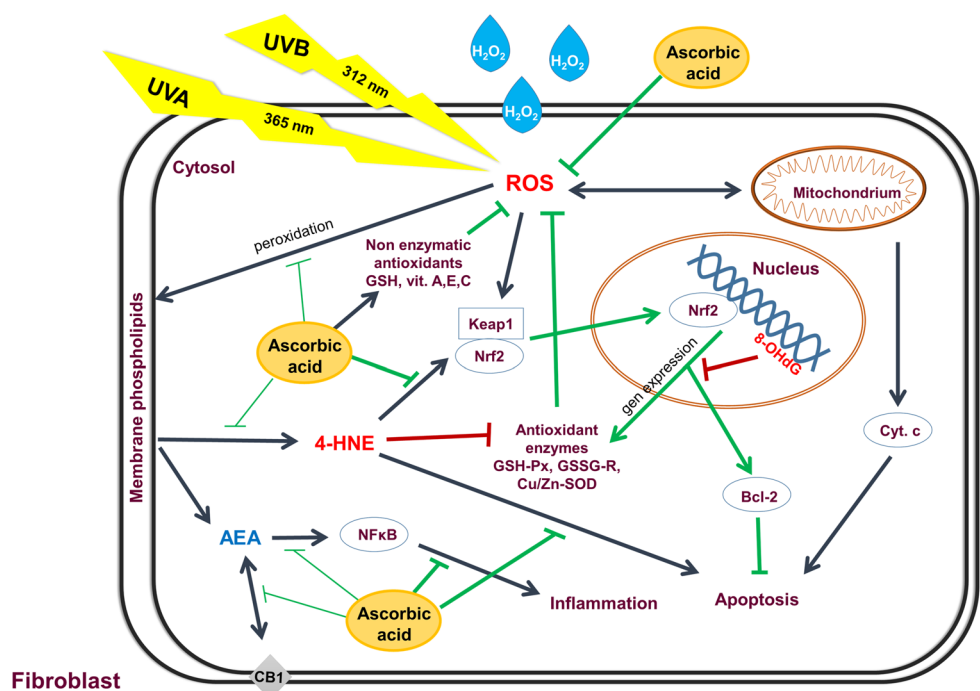 UVB
312 nm
UVA
365 nm
H2O2
H2O2
H2O2
Ascorbic
acid
Cytosol
ROS
Mitochondrium
peroxidation
Non enzymatic
antioxidants
GSH, vit. A,E,C
Nucleus
Keap1
Nrf2
Nrf2
8-OHdG
Ascorbic
acid
gen expression
Membrane phospholipids
4-HNE
Antioxidant
enzymes
GSH-Px, GSSG-R,
Cu/Zn-SOD
Cyt. c
Bcl-2
AEA
NFκB
Ascorbic
acid
Inflammation
Apoptosis
CB1
Fibroblast